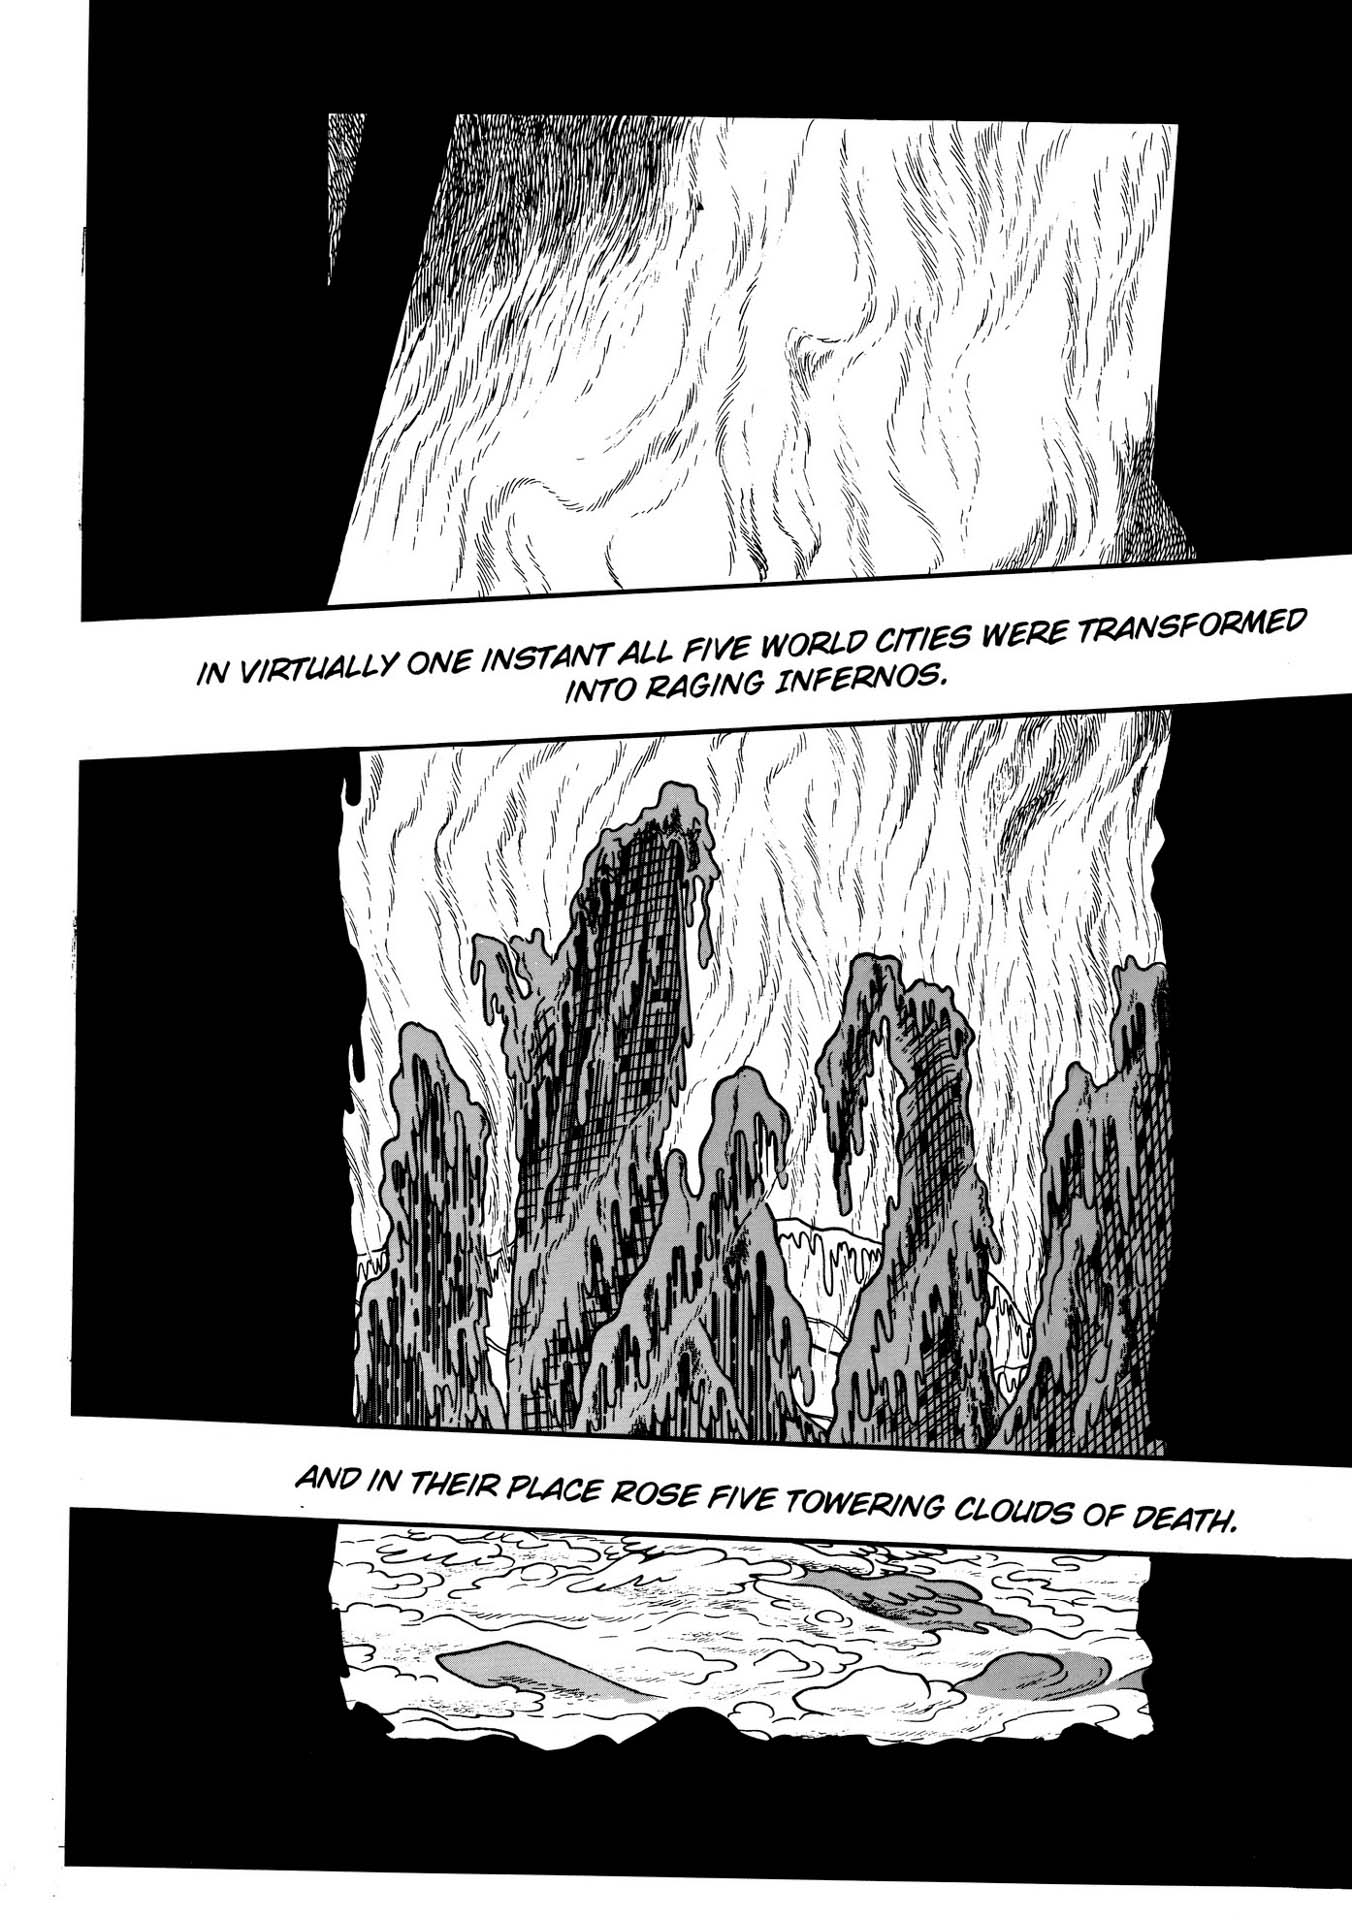 IN VIRTUALLY ONE INSTANT ALL FIVE WORLD CITIES WERE TRANSFORMED
INTO RAGING INFERNOS.
AND IN THEIR PLACE ROSE FIVE TOWERING CLOUDS OF DEATH.